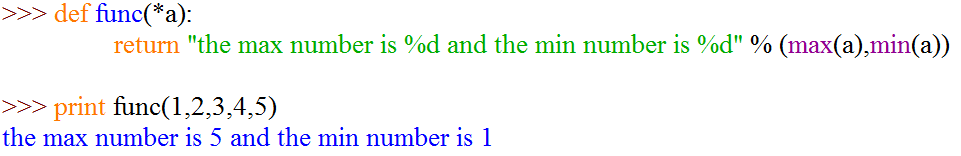 >>> def func(*a):
return "the max number is %d and the min number is %d" % (max(a),min(a))
>>> print func(1,2,3,4,5)
the max number is 5 and the min number is 1